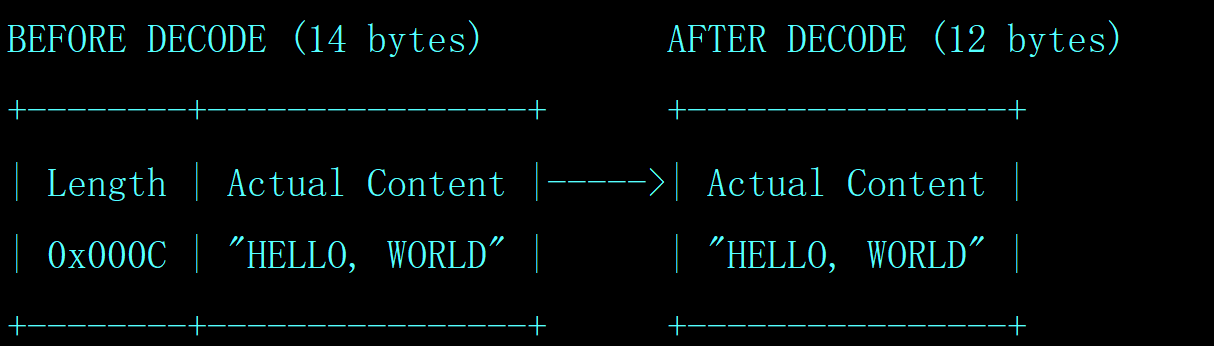 BEFORE DECODE (14 bytes)         AFTER DECODE (12 bytes)
+--------+----------------+      +----------------+
| Length | Actual Content |----->| Actual Content |
| 0x000C | "HELLO, WORLD" |      | "HELLO, WORLD" |
+--------+----------------+      +----------------+